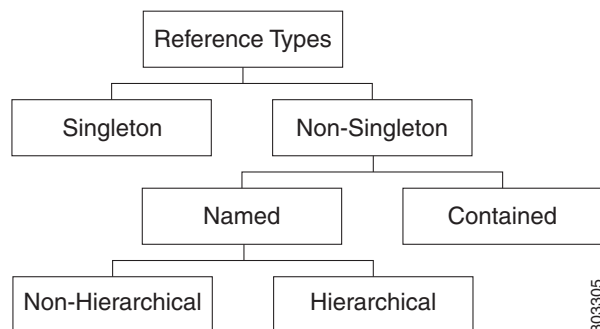 Reference Types
Singleton
Non-Singleton
Named
Contained
Non-Hierarchical
Hierarchical
303305